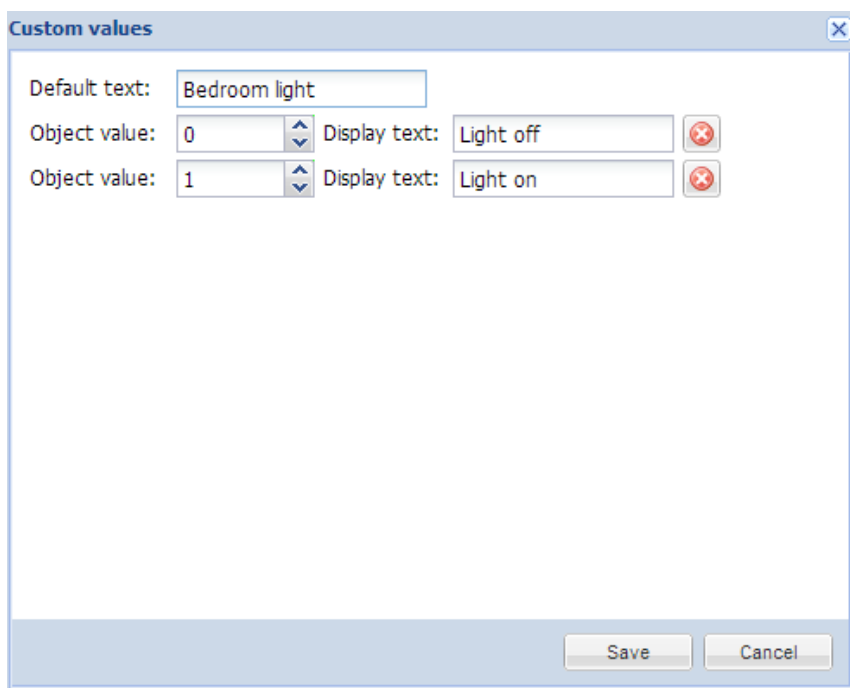 Custom values
Default text: Bedroom light
Object value: 0 Display text: Light off
Object value: 1 Display text: Light on
Save Cancel